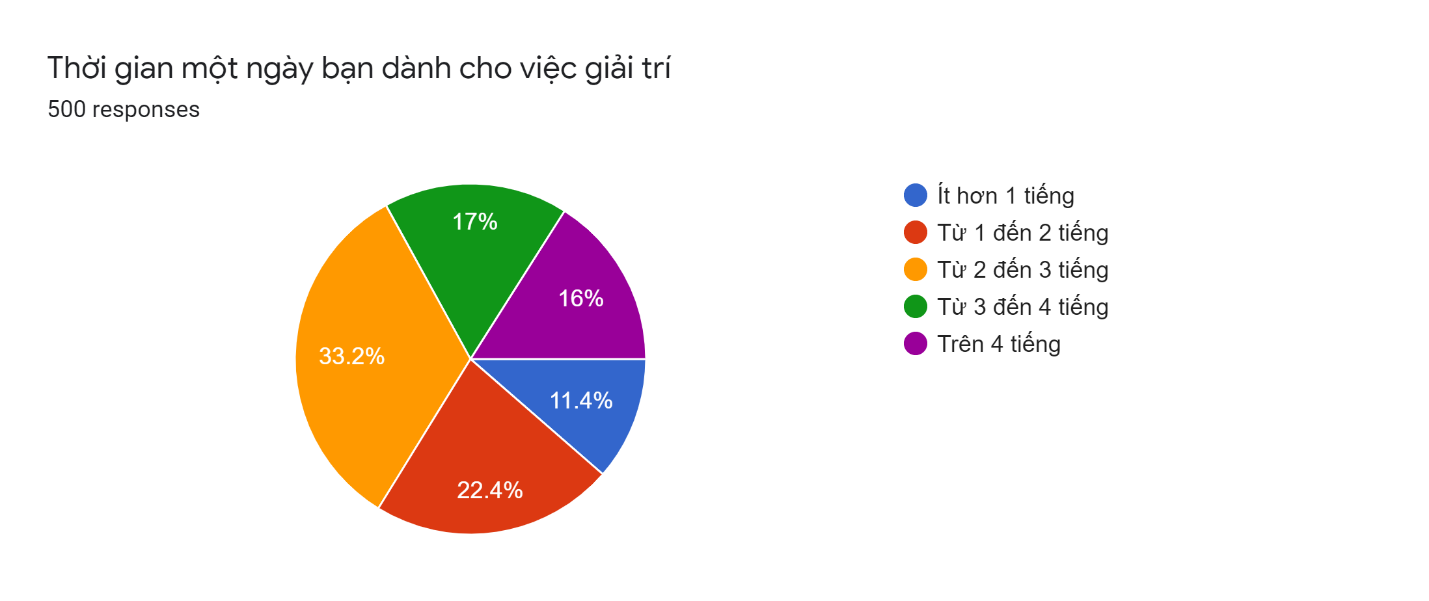 Thời gian một ngày bạn dành cho việc giải trí
500 responses
17%
16%
33.2%
11.4%
22.4%
Ít hơn 1 tiếng
Từ 1 đến 2 tiếng
Từ 2 đến 3 tiếng
Từ 3 đến 4 tiếng
Trên 4 tiếng